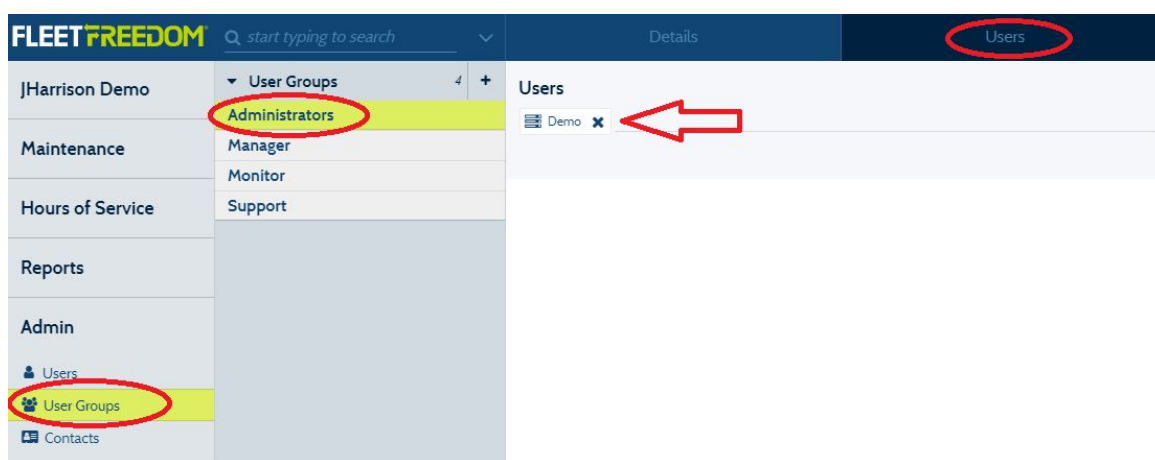 FLEETFREEDOM
start typing to search
Details
Users
JHarrison Demo
Maintenance
Hours of Service
Reports
Admin
Users
User Groups
Contacts
User Groups 4 +
Administrators
Manager
Monitor
Support
Users
Demo